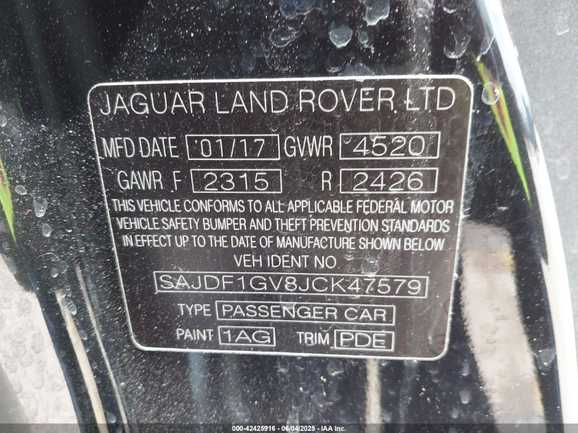 JAGUAR LAND ROVER LTD
MFD DATE 01/17 GVWR 4520
GAWR F 2315 R 2426
THIS VEHICLE CONFORMS TO ALL APPLICABLE FEDERAL MOTOR
VEHICLE SAFETY BUMPER AND THEFT PREVENTION STANDARDS
IN EFFECT UP TO THE DATE OF MANUFACTURE SHOWN BELOW
VEH IDENT NO
SAJDF1GV8JCK47579
TYPE PASSENGER CAR
PAINT 1AG TRIM PDE
000-42425916 - 06/04/2025 - IAA Inc.